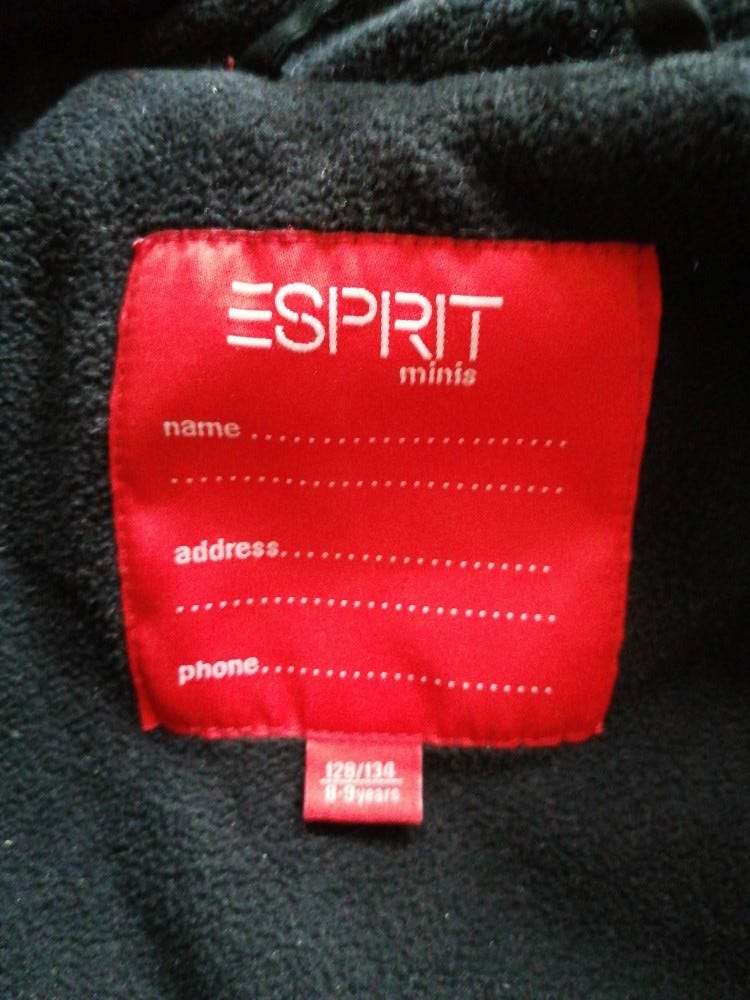 ESPRIT
minis
name ......................
.................................
address.......................
................................
phone.........................
128/134
8-9years